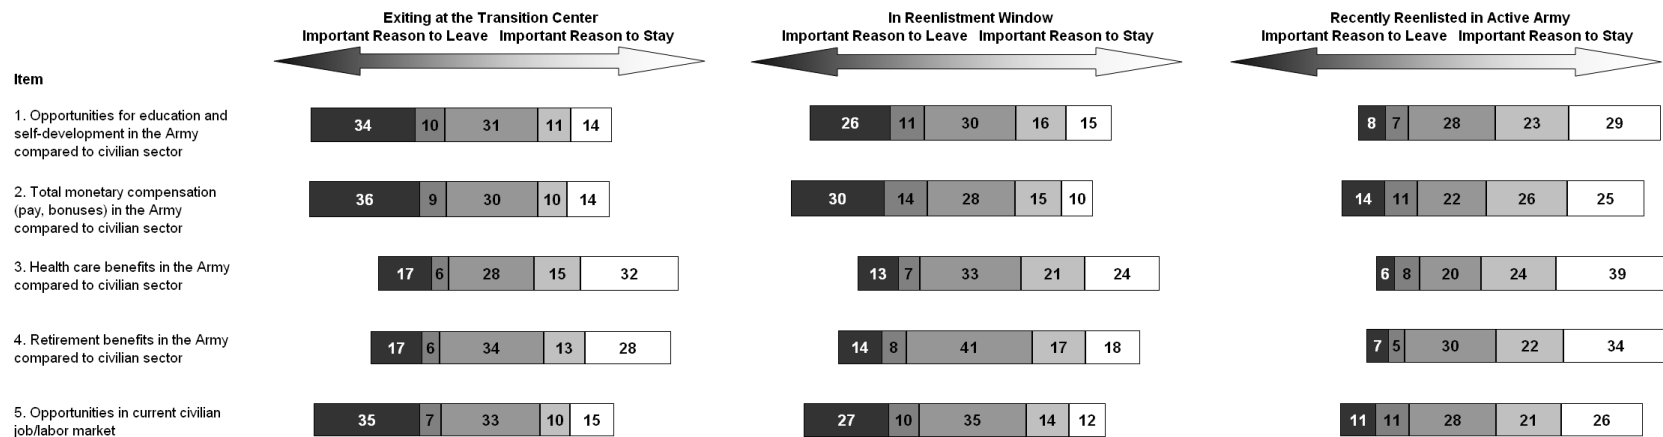 Exiting at the Transition Center
Important Reason to Leave Important Reason to Stay
In Reenlistment Window
Important Reason to Leave Important Reason to Stay
Recently Reenlisted in Active Army
Important Reason to Leave Important Reason to Stay
Item
1. Opportunities for education and
self-development in the Army
compared to civilian sector
34 10 31 11 14
26 11 30 16 15
8 7 28 23 29
2. Total monetary compensation
(pay, bonuses) in the Army
compared to civilian sector
36 9 30 10 14
30 14 28 15 10
14 11 22 26 25
3. Health care benefits in the Army
compared to civilian sector
17 6 28 15 32
13 7 33 21 24
6 8 20 24 39
4. Retirement benefits in the Army
compared to civilian sector
17 6 34 13 28
14 8 41 17 18
7 5 30 22 34
5. Opportunities in current civilian
job/labor market
35 7 33 10 15
27 10 35 14 12
11 11 28 21 26